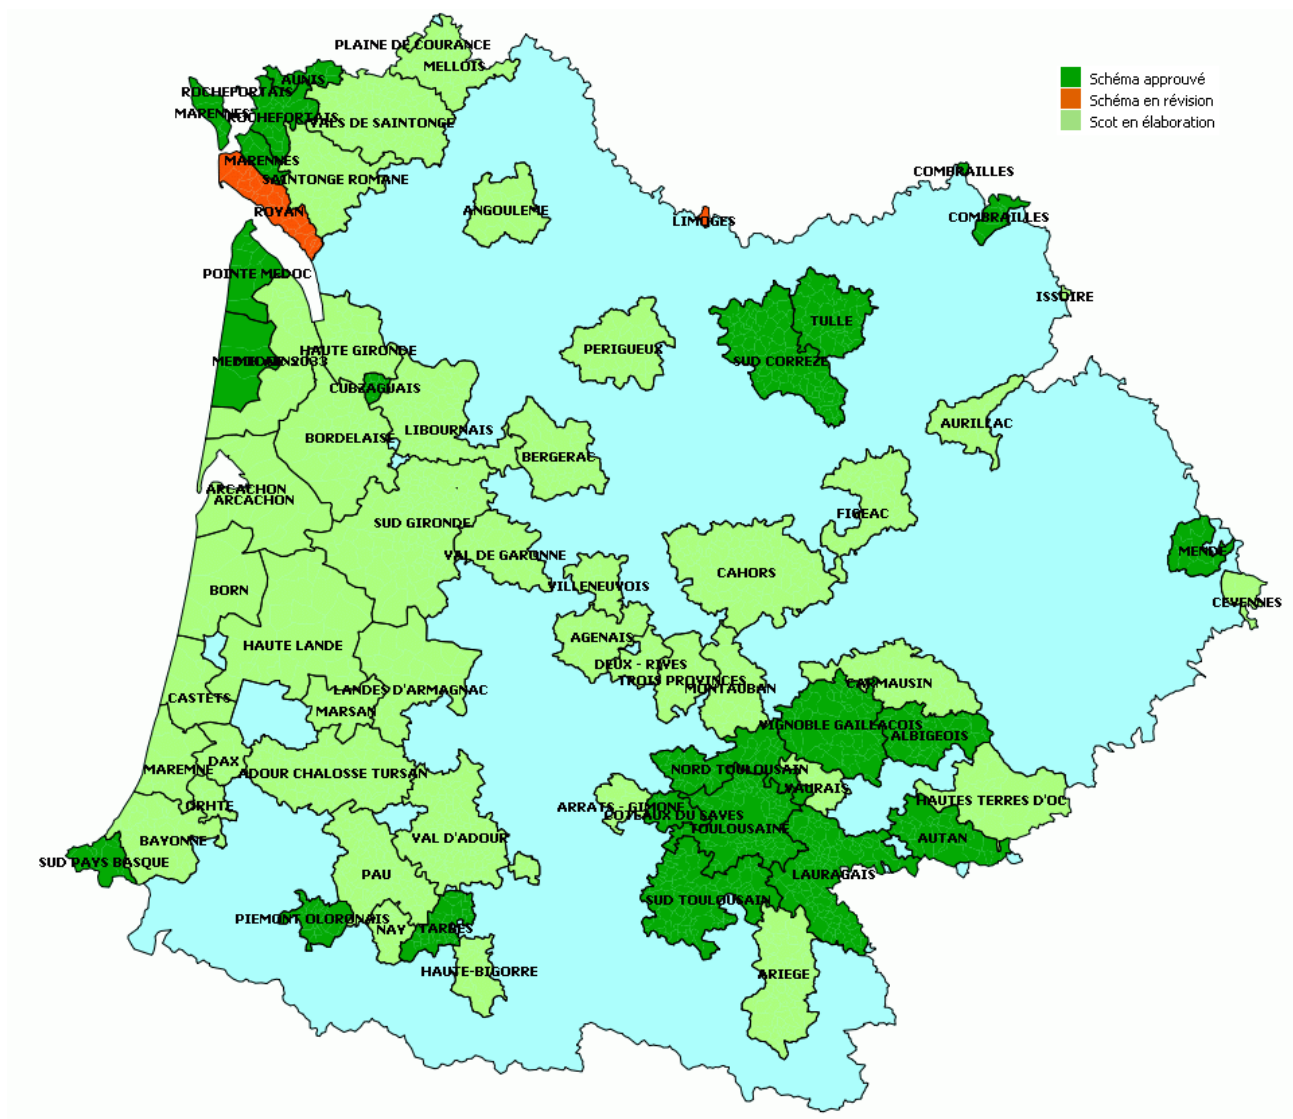 PLAINE DE COURANCE
MELLOIS
AUNIS
ROCHEFORTAIS
MARENNES
ROCHEFORTAIS
VALS DE SAINTONGE
MARENNES
SAINTONGE ROMANE
ROYAN
ANGOULEME
LIMOGES
Schéma approuvé
Schéma en révision
Scot en élaboration
COMBRAILLES
COMBRAILLES
ISSOIRE
POINTE MEDOC
HAUTE GIRONDE
2033
CUBZAGUAIS
PERIGUEUX
TULLE
SUD CORREZE
BORDELAISE
LIBOURNAIS
BERGERAC
AURILLAC
ARCACHON
ARCACHON
SUD GIRONDE
FIGEAC
VAL DE GARONNE
VILLENEUVOIS
CAHORS
MENDE
CEVENNES
BORN
HAUTE LANDE
AGENAIS
DEUX - RIVES
TROIS PROVINCES
MONTAUBAN
CARMAUSIN
CASTETS
LANDES D'ARMAGNAC
MARSAN
VIGNOBLE GAILLACOIS
ALBIGEOIS
MAREMNE
DAX
ADOUR CHALOSSE TURSAN
NORD TOULOUSAIN
VAURAIS
HAUTES TERRES D'OC
ORHTE
ARRATS - GIMONE
COTEAUX DU SAVES
TOULOUSAINE
BAYONNE
VAL D'ADOUR
AUTAN
SUD PAYS BASQUE
PAU
LAURAGAIS
SUD TOULOUSAIN
PIEMONT OLORONAIS
NAY
TARBES
HAUTE-BIGORRE
ARIEGE